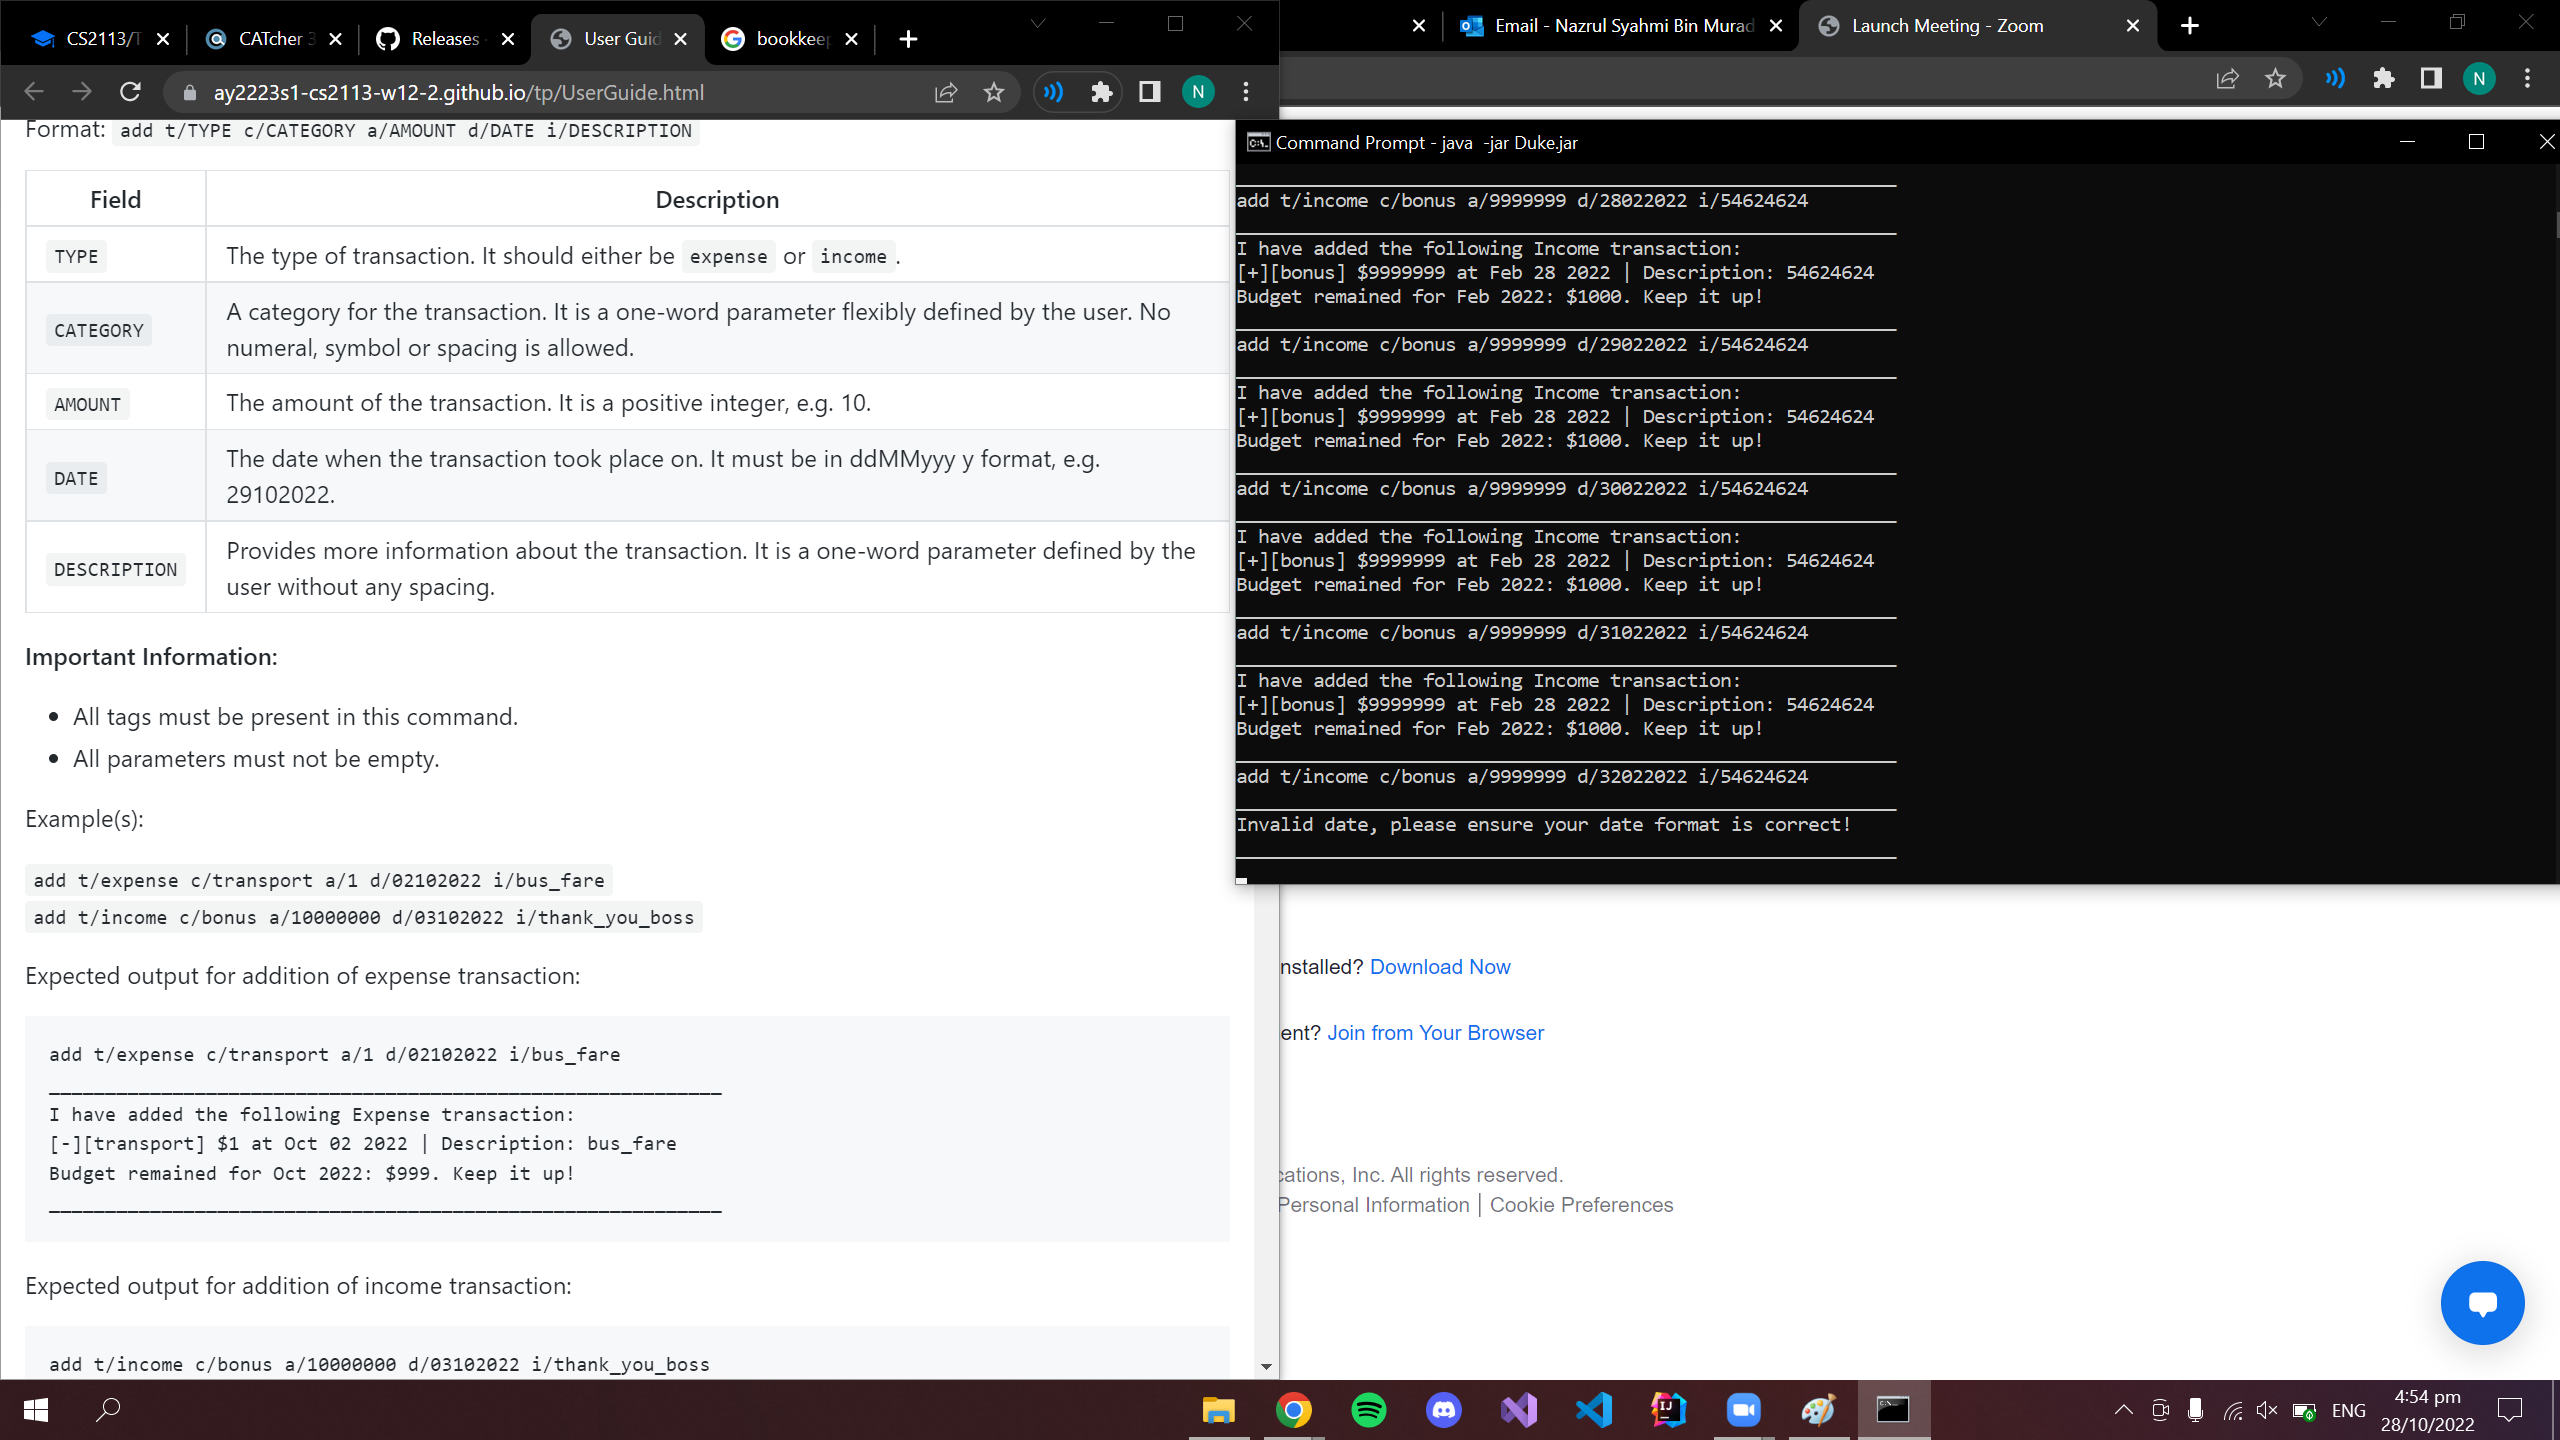 CS2113/T
CATcher 3
Releases
User Guid
bookkee
Email - Nazrul Syahmi Bin Murad
Launch Meeting - Zoom
ay2223s1-cs2113-w12-2.github.io/tp/UserGuide.html
N
N
Format: add t/TYPE c/CATEGORY a/AMOUNT d/DATE i/DESCRIPTION
Field Description
TYPE The type of transaction. It should either be expense or income.
CATEGORY A category for the transaction. It is a one-word parameter flexibly defined by the user. No
numeral, symbol or spacing is allowed.
AMOUNT The amount of the transaction. It is a positive integer, e.g. 10.
DATE The date when the transaction took place on. It must be in ddMMyyy y format, e.g.
29102022.
DESCRIPTION Provides more information about the transaction. It is a one-word parameter defined by the
user without any spacing.
Important Information:
All tags must be present in this command.
All parameters must not be empty.
Example(s):
add t/expense c/transport a/1 d/02102022 i/bus_fare
add t/income c/bonus a/10000000 d/03102022 i/thank_you_boss
Expected output for addition of expense transaction:
add t/expense c/transport a/1 d/02102022 i/bus_fare
____________________________________________________________
I have added the following Expense transaction:
[-][transport] $1 at Oct 02 2022 | Description: bus_fare
Budget remained for Oct 2022: $999. Keep it up!
____________________________________________________________
Expected output for addition of income transaction:
add t/income c/bonus a/10000000 d/03102022 i/thank_you_boss
Command Prompt - java  -jar Duke.jar
____________________________________________________________
add t/income c/bonus a/9999999 d/28022022 i/54624624
____________________________________________________________
I have added the following Income transaction:
[+][bonus] $9999999 at Feb 28 2022 | Description: 54624624
Budget remained for Feb 2022: $1000. Keep it up!
____________________________________________________________
add t/income c/bonus a/9999999 d/29022022 i/54624624
____________________________________________________________
I have added the following Income transaction:
[+][bonus] $9999999 at Feb 28 2022 | Description: 54624624
Budget remained for Feb 2022: $1000. Keep it up!
____________________________________________________________
add t/income c/bonus a/9999999 d/30022022 i/54624624
____________________________________________________________
I have added the following Income transaction:
[+][bonus] $9999999 at Feb 28 2022 | Description: 54624624
Budget remained for Feb 2022: $1000. Keep it up!
____________________________________________________________
add t/income c/bonus a/9999999 d/31022022 i/54624624
____________________________________________________________
I have added the following Income transaction:
[+][bonus] $9999999 at Feb 28 2022 | Description: 54624624
Budget remained for Feb 2022: $1000. Keep it up!
____________________________________________________________
add t/income c/bonus a/9999999 d/32022022 i/54624624
____________________________________________________________
Invalid date, please ensure your date format is correct!
____________________________________________________________
nstalled? Download Now
ent? Join from Your Browser
cations, Inc. All rights reserved.
Personal Information | Cookie Preferences
ENG
4:54 pm
28/10/2022